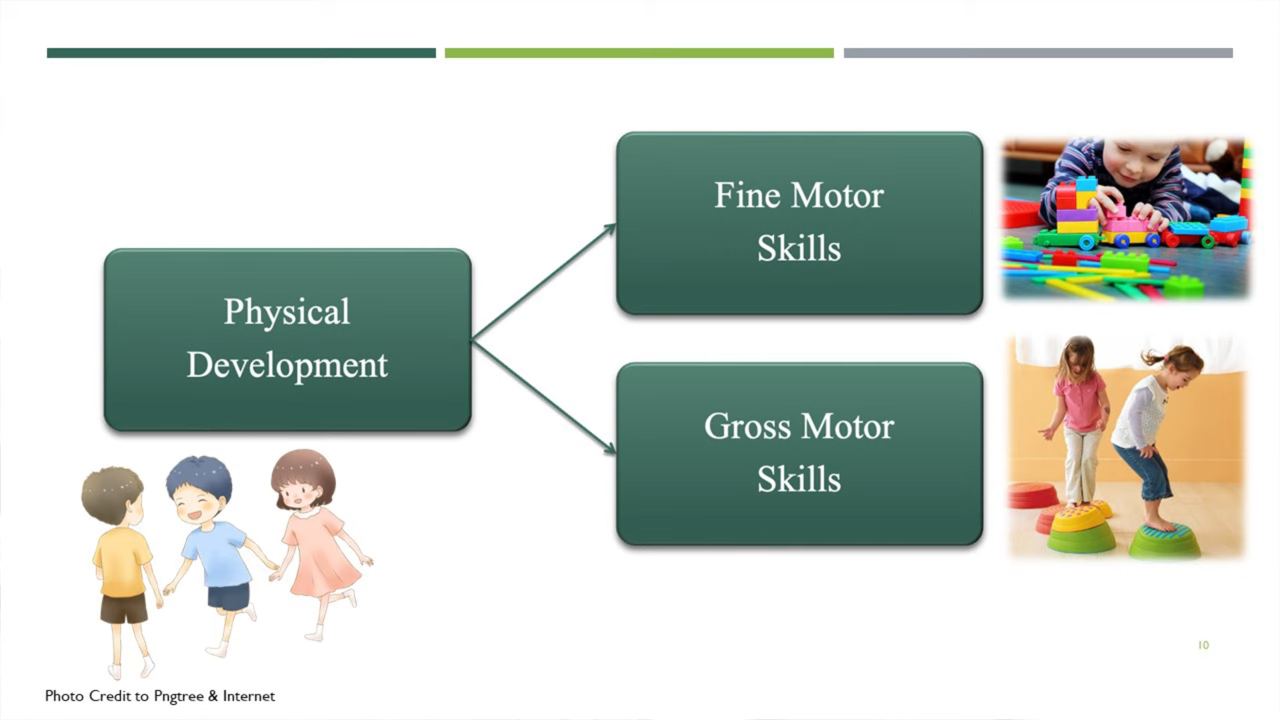 Physical
Development
Fine Motor
Skills
Gross Motor
Skills
10
Photo Credit to Pngtree & Internet